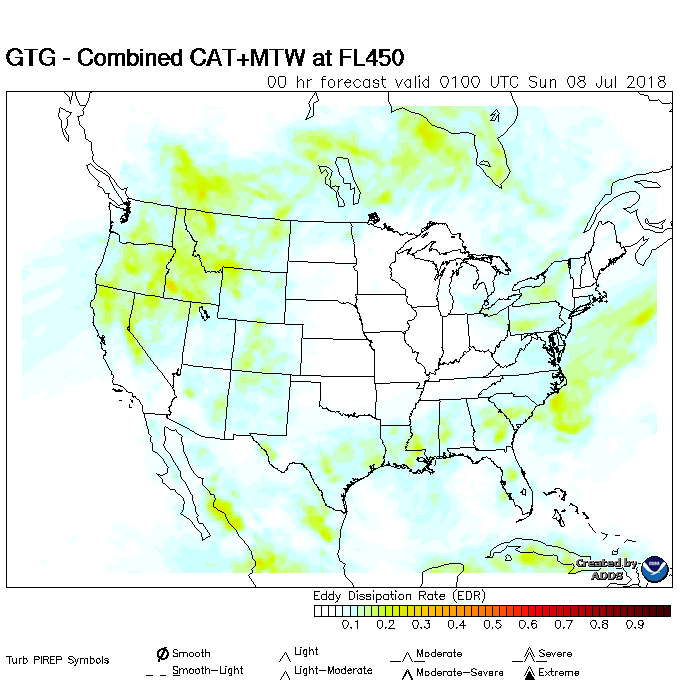 GTG - Combined CAT+MTW at FL450
00 hr forecast valid 0100 UTC Sun 08 Jul 2018
Created by
ADDS
Eddy Dissipation Rate (EDR)
0.1 0.2 0.3 0.4 0.5 0.6 0.7 0.8 0.9
Turb PIREP Symbols
Smooth Light Moderate Severe
Smooth-Light Light-Moderate Moderate-Severe Extreme